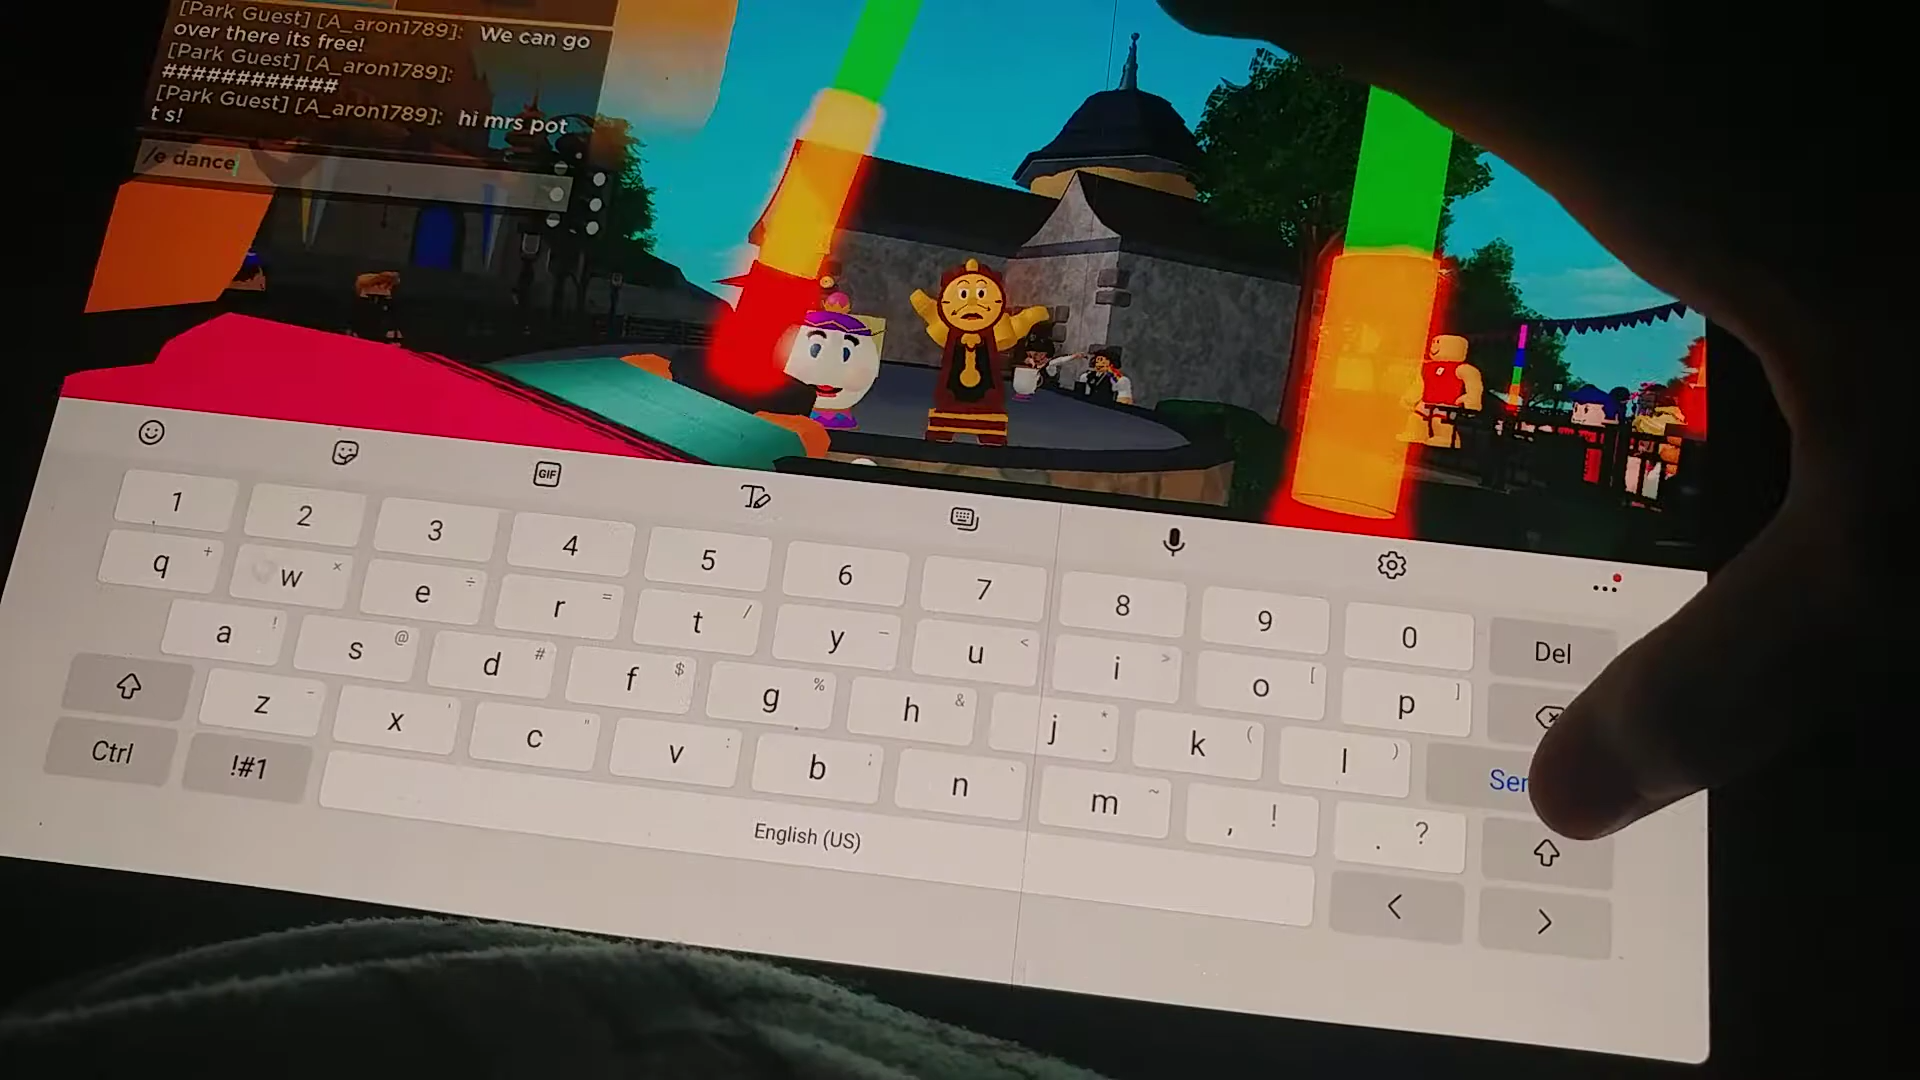 [Park Guest] [A_aron1789]: We can go
over there its free!
[Park Guest] [A_aron1789]:
############
[Park Guest] [A_aron1789]: hi mrs pot
t s!
/e dance
GIF
1 2 3 4 5 6 7 8 9 0 Del
q + w × e ÷ r = t / y − u < i > o [ p ]
a ! s @ d # f $ g % h & j * k ( l )
z - x ' c " v : b ; n ` m ~ , ! . ?
Ctrl !#1 English (US) < >